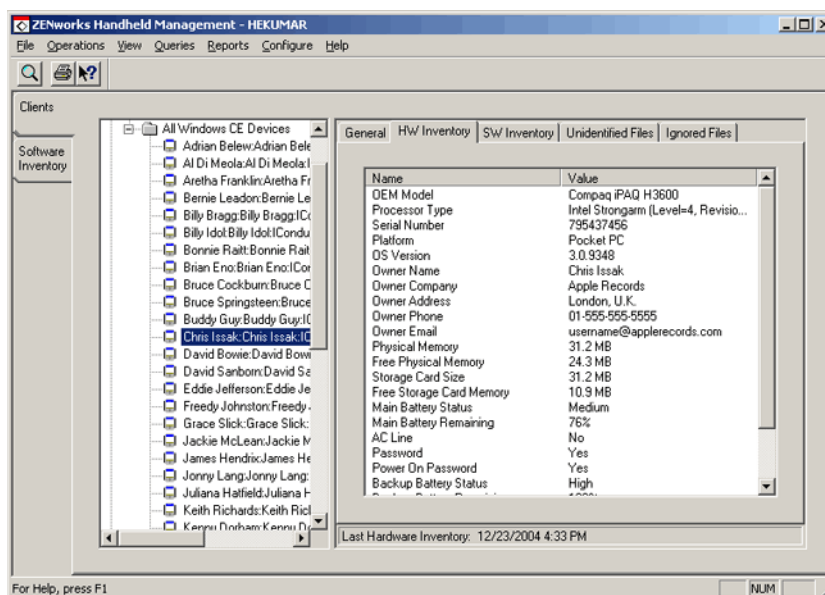 ZENworks Handheld Management - HEKUMAR
File Operations View Queries Reports Configure Help
Clients
Software
Inventory
All Windows CE Devices
Adrian Belew:Adrian Bele
Al Di Meola:Al Di Meola:I
Aretha Franklin:Aretha Fr
Bernie Leadon:Bernie Le
Billy Bragg:Billy Bragg:ICo
Billy Idol:Billy Idol:ICondu
Bonnie Raitt:Bonnie Rait
Brian Eno:Brian Eno:ICor
Bruce Cockburn:Bruce C
Bruce Springsteen:Bruce
Buddy Guy:Buddy Guy:IC
Chris Issak:Chris Issak:IC
David Bowie:David Bowi
David Sanborn:David Sa
Eddie Jefferson:Eddie Je
Freedy Johnston:Freedy
Grace Slick:Grace Slick:
Jackie McLean:Jackie M
James Hendrix:James He
Jonny Lang:Jonny Lang:
Juliana Hatfield:Juliana H
Keith Richards:Keith Ricl
Kenny Dorham:Kenny Do
General HW Inventory SW Inventory Unidentified Files Ignored Files
Name Value
OEM Model Compaq iPAQ H3600
Processor Type Intel Strongarm (Level=4, Revisio...
Serial Number 795437456
Platform Pocket PC
OS Version 3.0.9348
Owner Name Chris Issak
Owner Company Apple Records
Owner Address London, U.K.
Owner Phone 01-555-555-5555
Owner Email username@applerecords.com
Physical Memory 31.2 MB
Free Physical Memory 24.3 MB
Storage Card Size 31.2 MB
Free Storage Card Memory 10.9 MB
Main Battery Status Medium
Main Battery Remaining 76%
AC Line No
Password Yes
Power On Password Yes
Backup Battery Status High
Last Hardware Inventory: 12/23/2004 4:33 PM
For Help, press F1
NUM